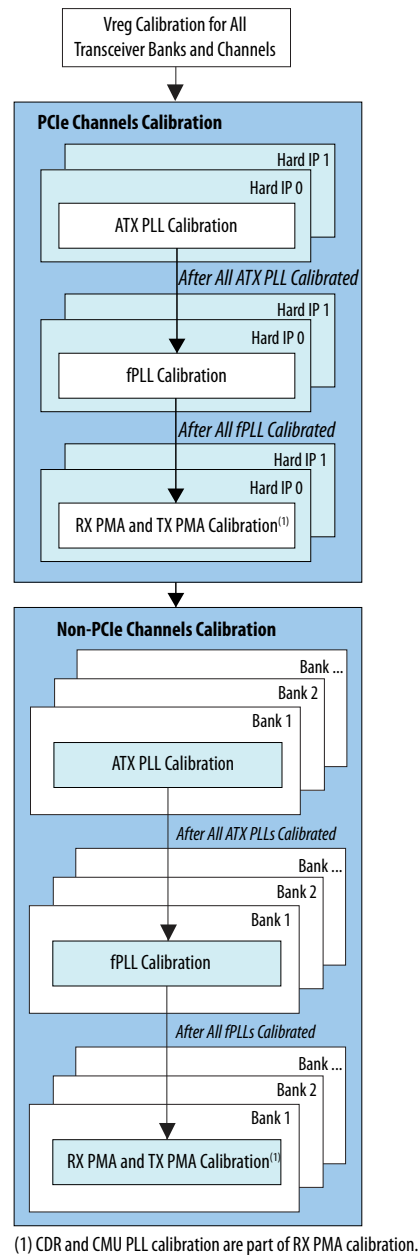 Vreg Calibration for All
Transceiver Banks and Channels
PCIe Channels Calibration
Hard IP 1
Hard IP 0
ATX PLL Calibration
After All ATX PLL Calibrated
Hard IP 1
Hard IP 0
fPLL Calibration
After All fPLL Calibrated
Hard IP 1
Hard IP 0
RX PMA and TX PMA Calibration(1)
Non-PCIe Channels Calibration
Bank ...
Bank 2
Bank 1
ATX PLL Calibration
After All ATX PLLs Calibrated
Bank ...
Bank 2
Bank 1
fPLL Calibration
After All fPLLs Calibrated
Bank ...
Bank 2
Bank 1
RX PMA and TX PMA Calibration(1)
(1) CDR and CMU PLL calibration are part of RX PMA calibration.